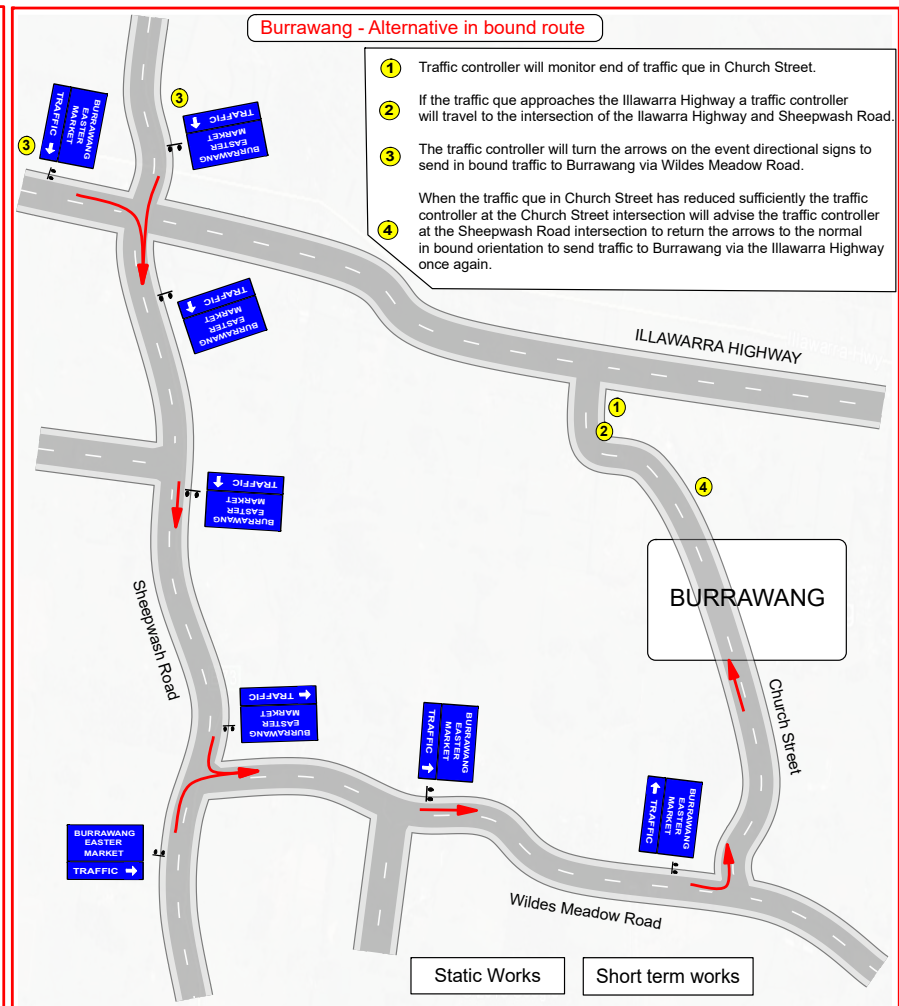 Burrawang - Alternative in bound route
1 Traffic controller will monitor end of traffic que in Church Street.
2 If the traffic que approaches the Illawarra Highway a traffic controller
will travel to the intersection of the Ilawarra Highway and Sheepwash Road.
3 The traffic controller will turn the arrows on the event directional signs to
send in bound traffic to Burrawang via Wildes Meadow Road.
4 When the traffic que in Church Street has reduced sufficiently the traffic
controller at the Church Street intersection will advise the traffic controller
at the Sheepwash Road intersection to return the arrows to the normal
in bound orientation to send traffic to Burrawang via the Illawarra Highway
once again.
3
BURRAWANG
EASTER
MARKET
TRAFFIC
3
BURRAWANG
EASTER
MARKET
TRAFFIC
BURRAWANG
EASTER
MARKET
TRAFFIC
ILLAWARRA HIGHWAY
1
2
4
BURRAWANG
EASTER
MARKET
TRAFFIC
BURRAWANG
Sheepwash Road
Church Street
BURRAWANG
EASTER
MARKET
TRAFFIC
BURRAWANG
EASTER
MARKET
TRAFFIC
BURRAWANG
EASTER
MARKET
TRAFFIC
BURRAWANG
EASTER
MARKET
TRAFFIC
Wildes Meadow Road
Static Works
Short term works